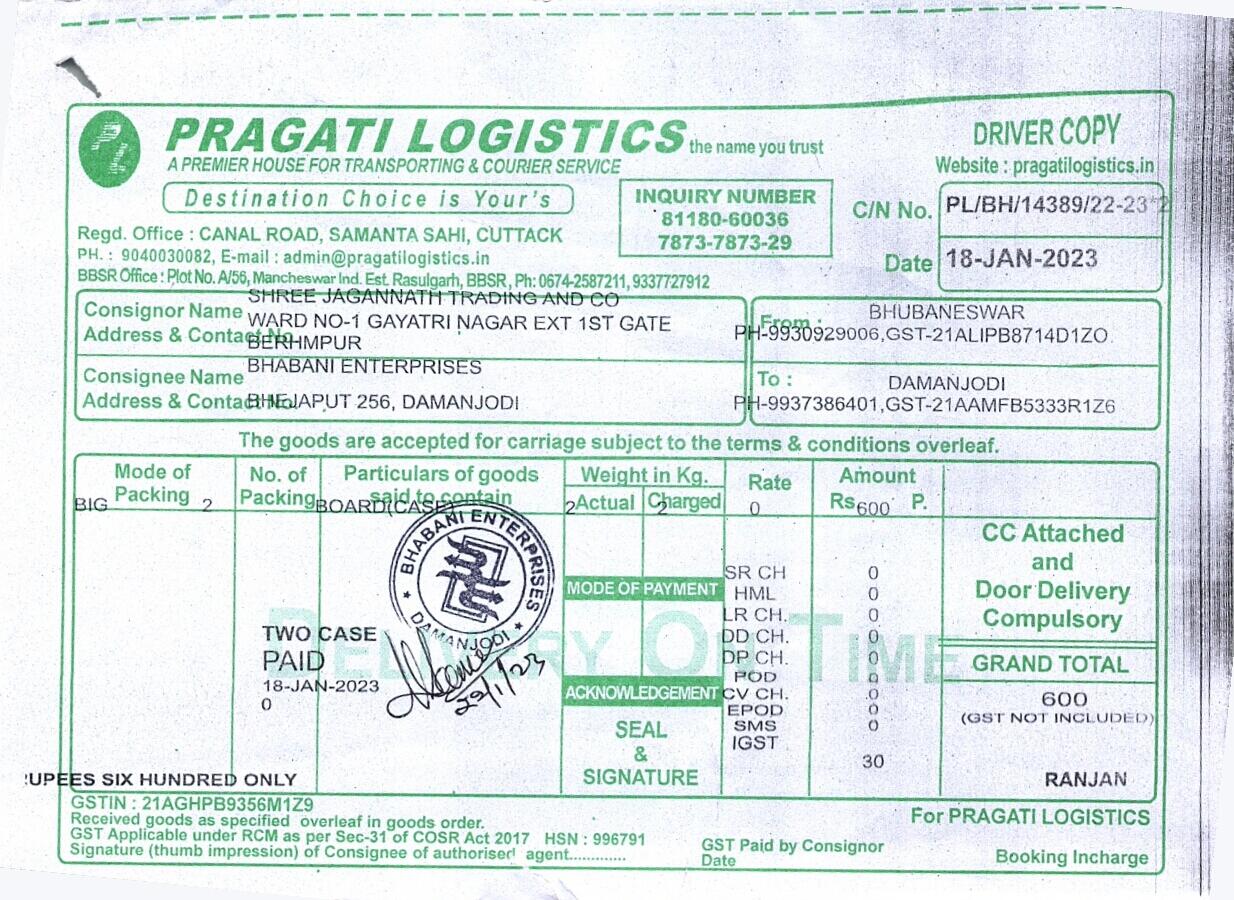 PRAGATI LOGISTICS the name you trust
A PREMIER HOUSE FOR TRANSPORTING & COURIER SERVICE
Destination Choice is Your's
DRIVER COPY
Website : pragatilogistics.in
INQUIRY NUMBER
81180-60036
7873-7873-29
C/N No. PL/BH/14389/22-23
Date 18-JAN-2023
Regd. Office : CANAL ROAD, SAMANTA SAHI, CUTTACK
PH. : 9040030082, E-mail : admin@pragatilogistics.in
BBSR Office : Plot No. A/56, Mancheswar Ind. Est. Rasulgarh, BBSR, Ph: 0674-2587211, 9337727912
Consignor Name SHREE JAGANNATH TRADING AND CO
Address & Contact No. WARD NO-1 GAYATRI NAGAR EXT 1ST GATE
BERHMPUR
From : BHUBANESWAR
PH-9930929006,GST-21ALIPB8714D1ZO
Consignee Name BHABANI ENTERPRISES
Address & Contact No. BHEJAPUT 256, DAMANJODI
To : DAMANJODI
PH-9937386401,GST-21AAMFB5333R1Z6
The goods are accepted for carriage subject to the terms & conditions overleaf.
Mode of Packing No. of Packing Particulars of goods said to contain Weight in Kg. Actual Charged Rate Amount Rs. P.
BIG 2 BOARD(CASE) 2 2 0 600
CC Attached
and
Door Delivery
Compulsory
BHABANI ENTERPRISES
DAMANJODI
22/1/23
MODE OF PAYMENT
SR CH 0
HML 0
LR CH. 0
DD CH. 0
DP CH. 0
POD 0
CV CH. 0
EPOD 0
SMS 0
IGST 30
DELIVERY ON TIME
TWO CASE
PAID
18-JAN-2023
0
ACKNOWLEDGEMENT
SEAL
&
SIGNATURE
GRAND TOTAL
600
(GST NOT INCLUDED)
RANJAN
RUPEES SIX HUNDRED ONLY
GSTIN : 21AGHPB9356M1Z9
Received goods as specified overleaf in goods order.
GST Applicable under RCM as per Sec-31 of COSR Act 2017 HSN : 996791
Signature (thumb impression) of Consignee of authorised agent.............
GST Paid by Consignor
Date
For PRAGATI LOGISTICS
Booking Incharge